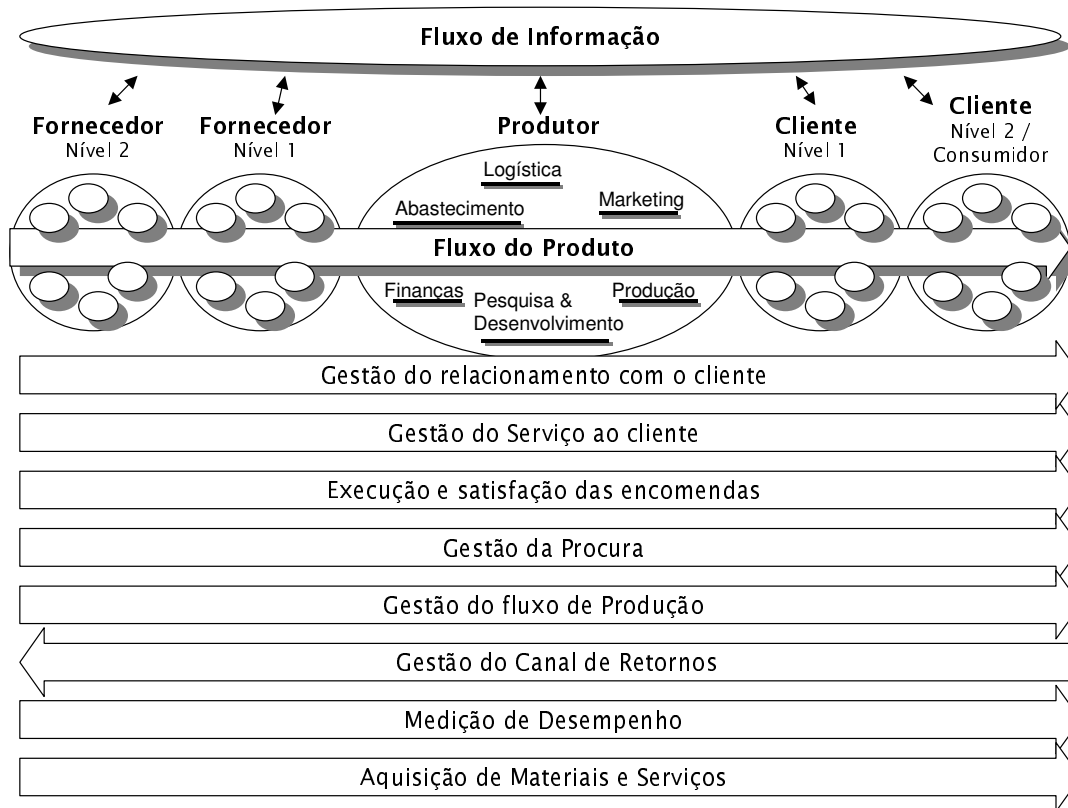 Fluxo de Informação
Fornecedor
Nível 2
Fornecedor
Nível 1
Produtor
Cliente
Nível 1
Cliente
Nível 2 /
Consumidor
Logística
Marketing
Abastecimento
Fluxo do Produto
Finanças
Pesquisa &
Desenvolvimento
Produção
Gestão do relacionamento com o cliente
Gestão do Serviço ao cliente
Execução e satisfação das encomendas
Gestão da Procura
Gestão do fluxo de Produção
Gestão do Canal de Retornos
Medição de Desempenho
Aquisição de Materiais e Serviços